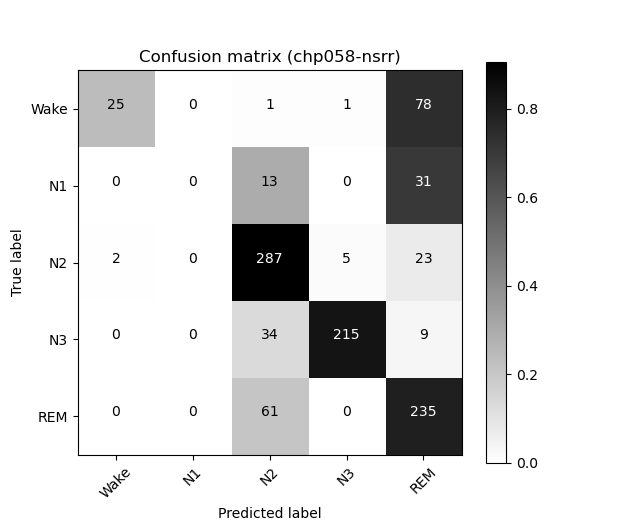 Confusion matrix (chp058-nsrr)
Wake 25 0 1 1 78
N1 0 0 13 0 31
N2 2 0 287 5 23
N3 0 0 34 215 9
REM 0 0 61 0 235
Wake N1 N2 N3 REM
True label
Predicted label
0.8
0.6
0.4
0.2
0.0